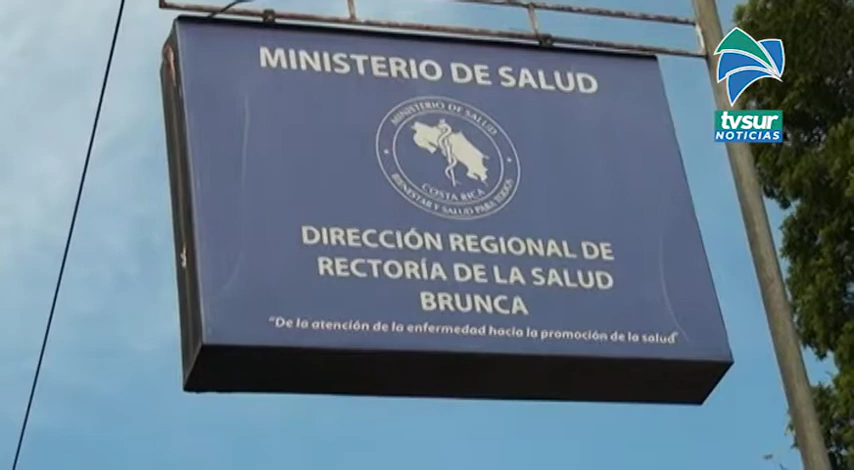 MINISTERIO DE SALUD
MINISTERIO DE SALUD
COSTA RICA
BIENESTAR Y SALUD PARA TODOS
DIRECCIÓN REGIONAL DE
RECTORÍA DE LA SALUD
BRUNCA
"De la atención de la enfermedad hacia la promoción de la salud"
tvsur
NOTICIAS